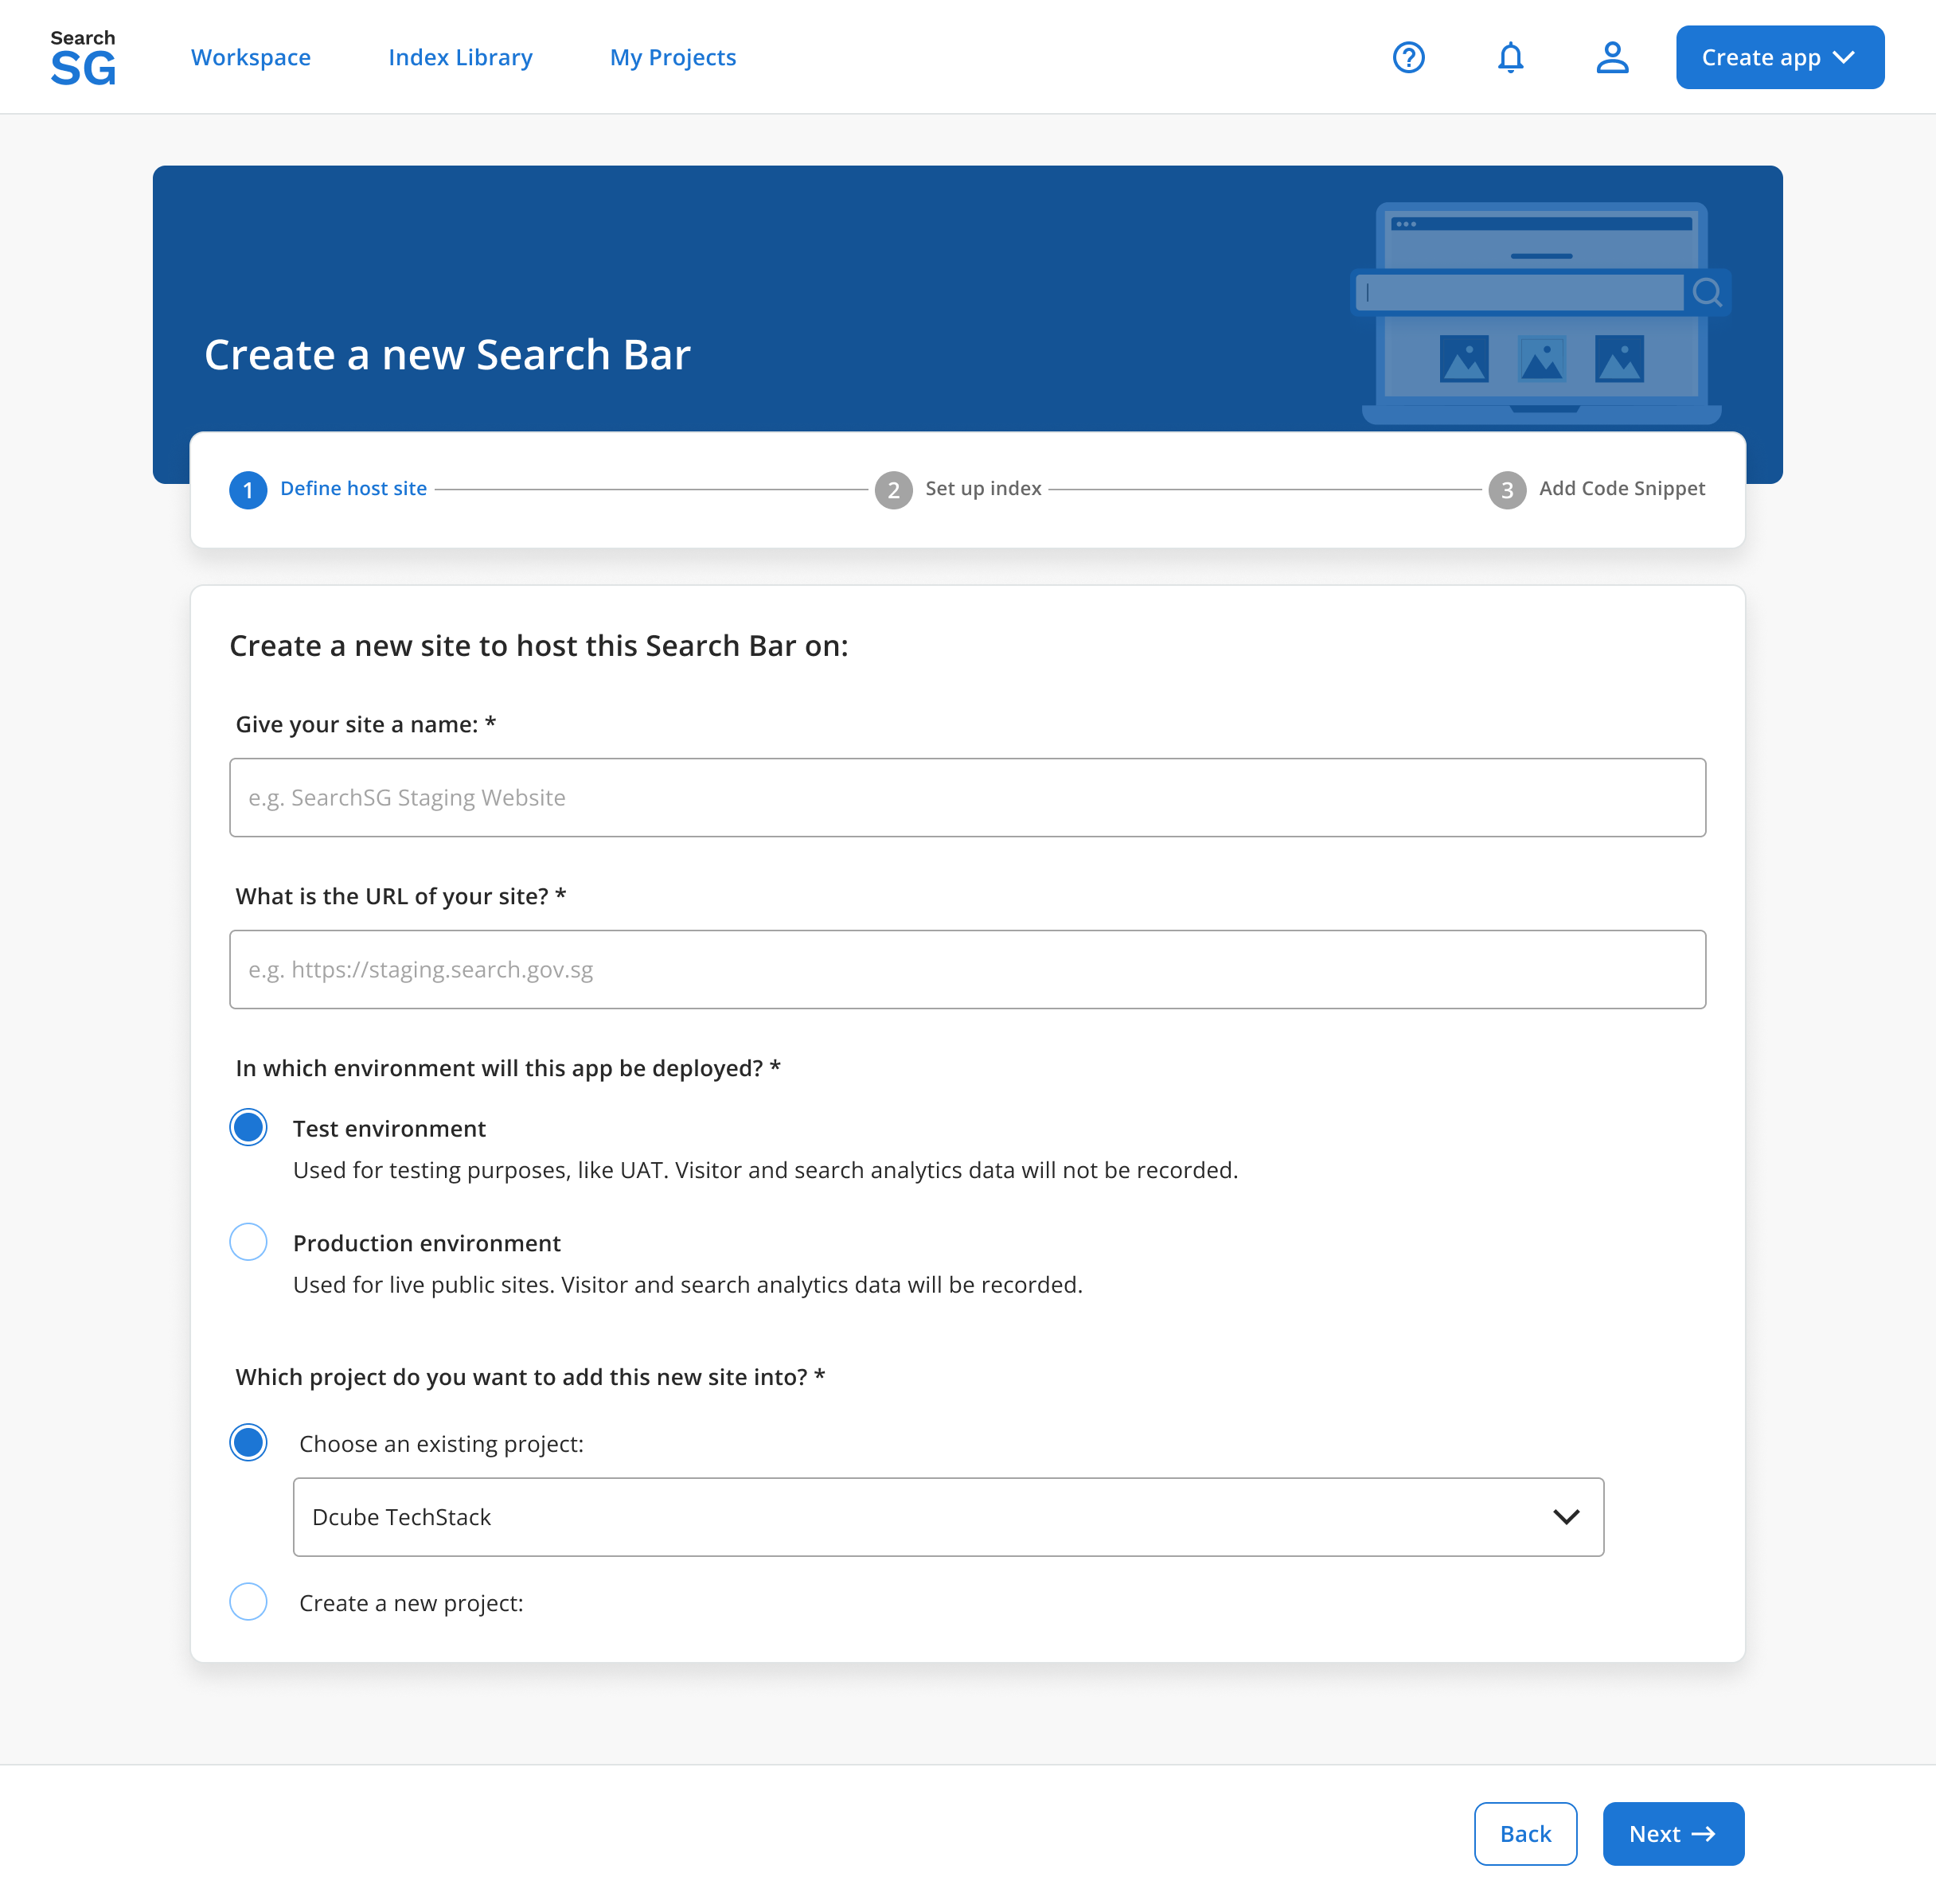 Search
SG
Workspace
Index Library
My Projects
Create app
Create a new Search Bar
1 Define host site
2 Set up index
3 Add Code Snippet
Create a new site to host this Search Bar on:
Give your site a name: *
e.g. SearchSG Staging Website
What is the URL of your site? *
e.g. https://staging.search.gov.sg
In which environment will this app be deployed? *
Test environment
Used for testing purposes, like UAT. Visitor and search analytics data will not be recorded.
Production environment
Used for live public sites. Visitor and search analytics data will be recorded.
Which project do you want to add this new site into? *
Choose an existing project:
Dcube TechStack
Create a new project:
Back
Next